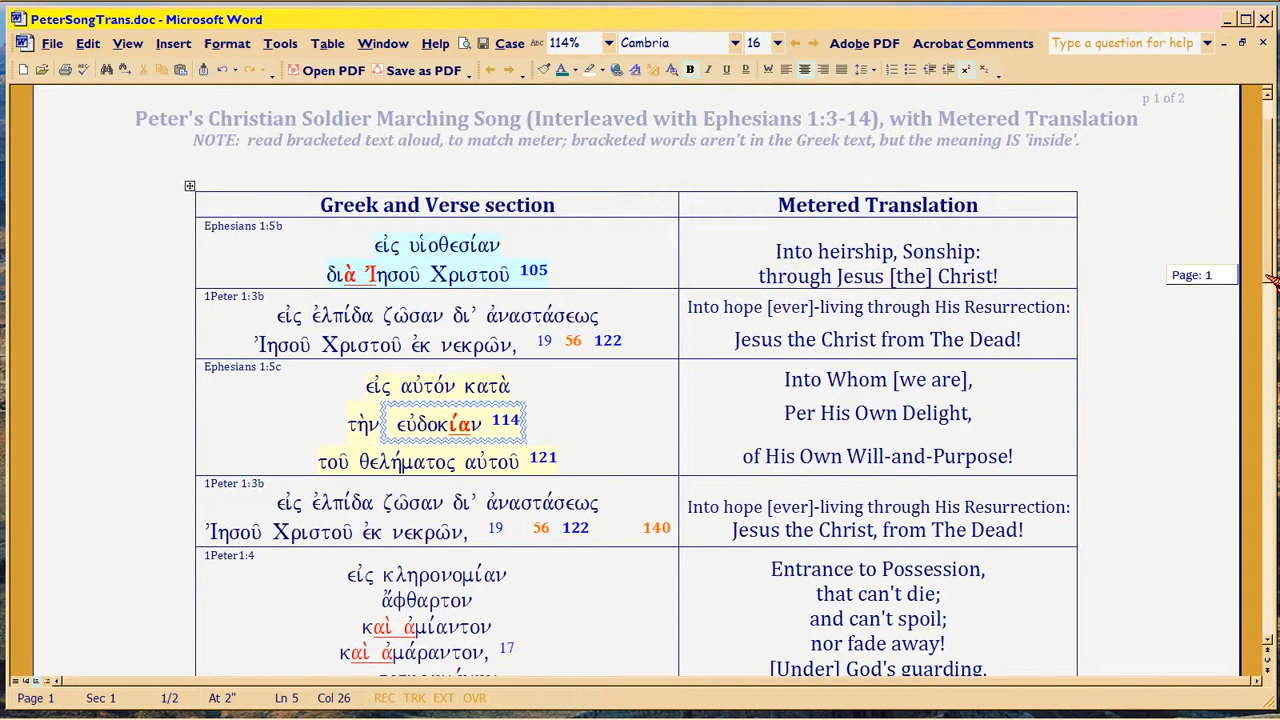 PeterSongTrans.doc - Microsoft Word
File Edit View Insert Format Tools Table Window Help Case 114% Cambria 16 Adobe PDF Acrobat Comments Type a question for help
Open PDF Save as PDF
p 1 of 2
Peter's Christian Soldier Marching Song (Interleaved with Ephesians 1:3-14), with Metered Translation
NOTE: read bracketed text aloud, to match meter; bracketed words aren't in the Greek text, but the meaning IS 'inside'.
Greek and Verse section
Metered Translation
Ephesians 1:5b
εἰς υἱοθεσίαν
διὰ Ἰησοῦ Χριστοῦ 105
Into heirship, Sonship:
through Jesus [the] Christ!
Page: 1
1Peter 1:3b
εἰς ἐλπίδα ζῶσαν δι’ ἀναστάσεως
Ἰησοῦ Χριστοῦ ἐκ νεκρῶν, 19 56 122
Into hope [ever]-living through His Resurrection:
Jesus the Christ from The Dead!
Ephesians 1:5c
εἰς αὐτόν κατὰ
τὴν εὐδοκίαν 114
τοῦ θελήματος αὐτοῦ 121
Into Whom [we are],
Per His Own Delight,
of His Own Will-and-Purpose!
1Peter 1:3b
εἰς ἐλπίδα ζῶσαν δι’ ἀναστάσεως
Ἰησοῦ Χριστοῦ ἐκ νεκρῶν, 19 56 122 140
Into hope [ever]-living through His Resurrection:
Jesus the Christ, from The Dead!
1Peter1:4
εἰς κληρονομίαν
ἄφθαρτον
καὶ ἀμίαντον
καὶ ἀμάραντον, 17
Entrance to Possession,
that can't die;
and can't spoil;
nor fade away!
[Under] God's guarding,
Page 1 Sec 1 1/2 At 2" Ln 5 Col 26 REC TRK EXT OVR